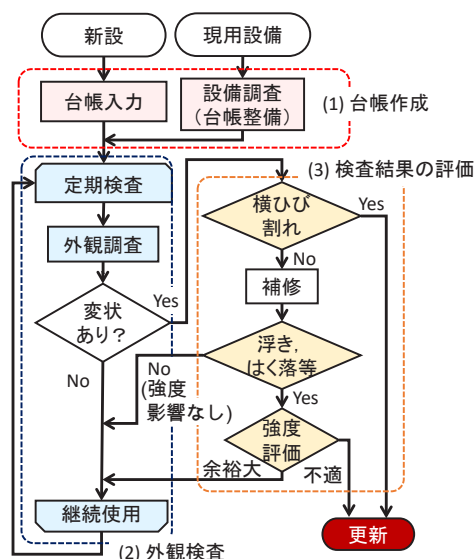 新設
現用設備
台帳入力
設備調査
(台帳整備)
(1) 台帳作成
定期検査
(3) 検査結果の評価
横ひび
割れ
Yes
外観調査
No
補修
変状
あり?
Yes
浮き,
はく落等
No
No
(強度
影響なし)
Yes
強度
評価
余裕大
不適
継続使用
更新
(2) 外観検査